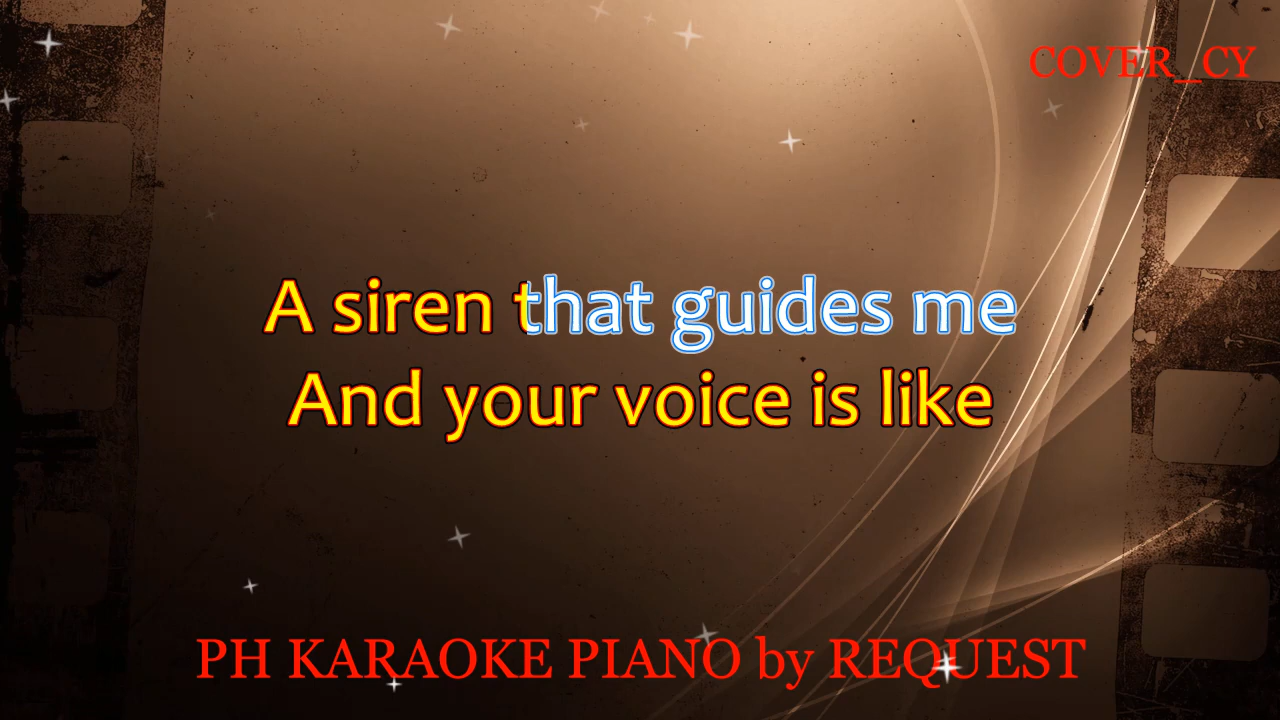 COVER_CY
A siren that guides me
And your voice is like
PH KARAOKE PIANO by REQUEST